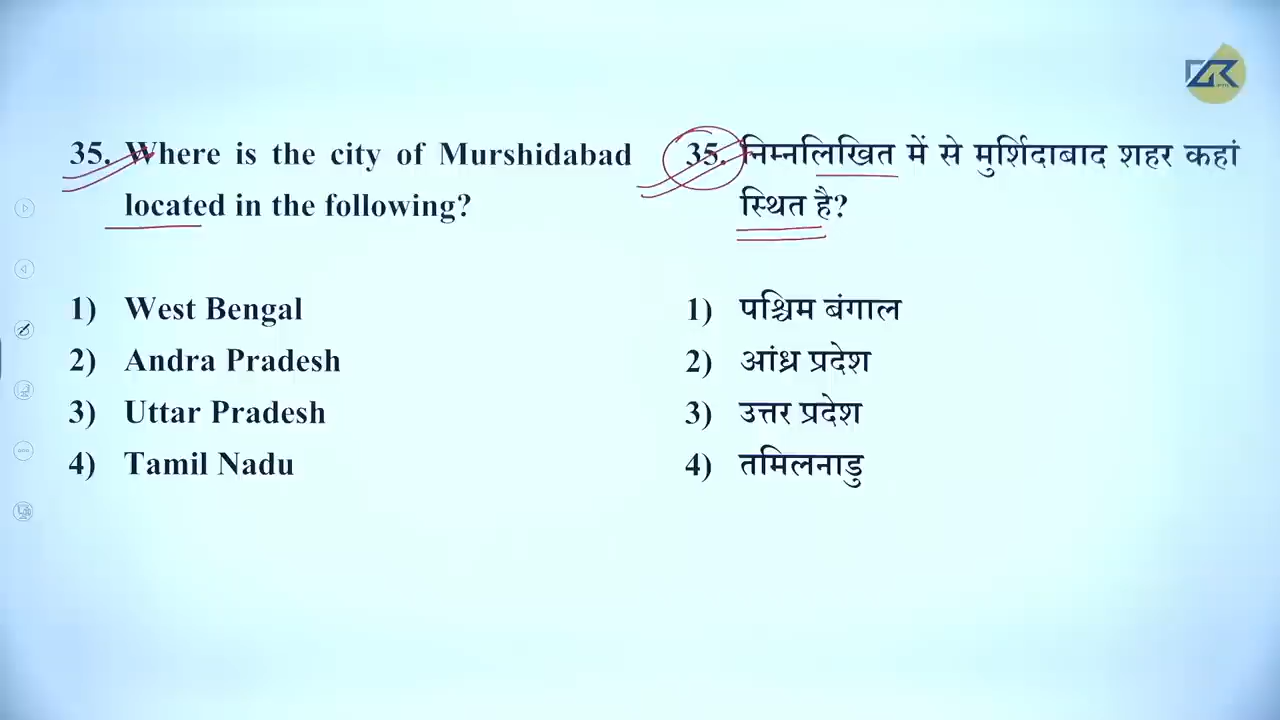 35. Where is the city of Murshidabad
located in the following?
1) West Bengal
2) Andra Pradesh
3) Uttar Pradesh
4) Tamil Nadu
35. निम्नलिखित में से मुर्शिदाबाद शहर कहां
स्थित है?
1) पश्चिम बंगाल
2) आंध्र प्रदेश
3) उत्तर प्रदेश
4) तमिलनाडु